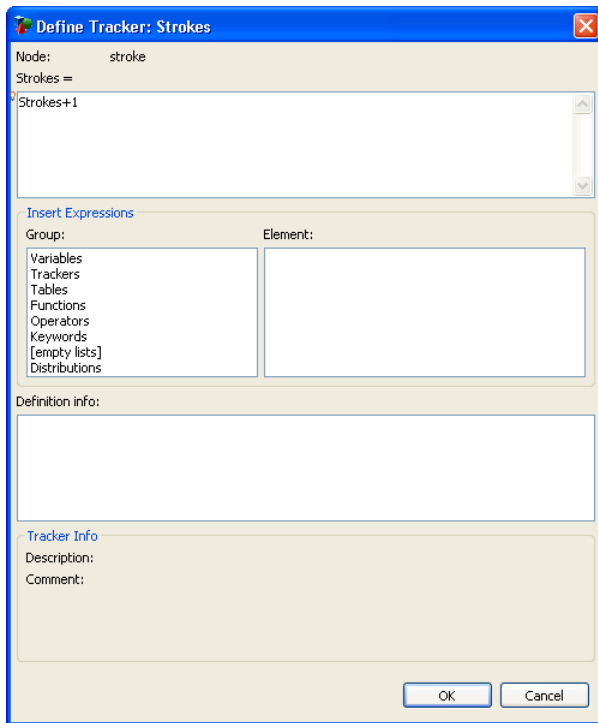 Define Tracker: Strokes
Node: stroke
Strokes =
Strokes+1
Insert Expressions
Group: Element:
Variables
Trackers
Tables
Functions
Operators
Keywords
[empty lists]
Distributions
Definition info:
Tracker Info
Description:
Comment:
OK Cancel